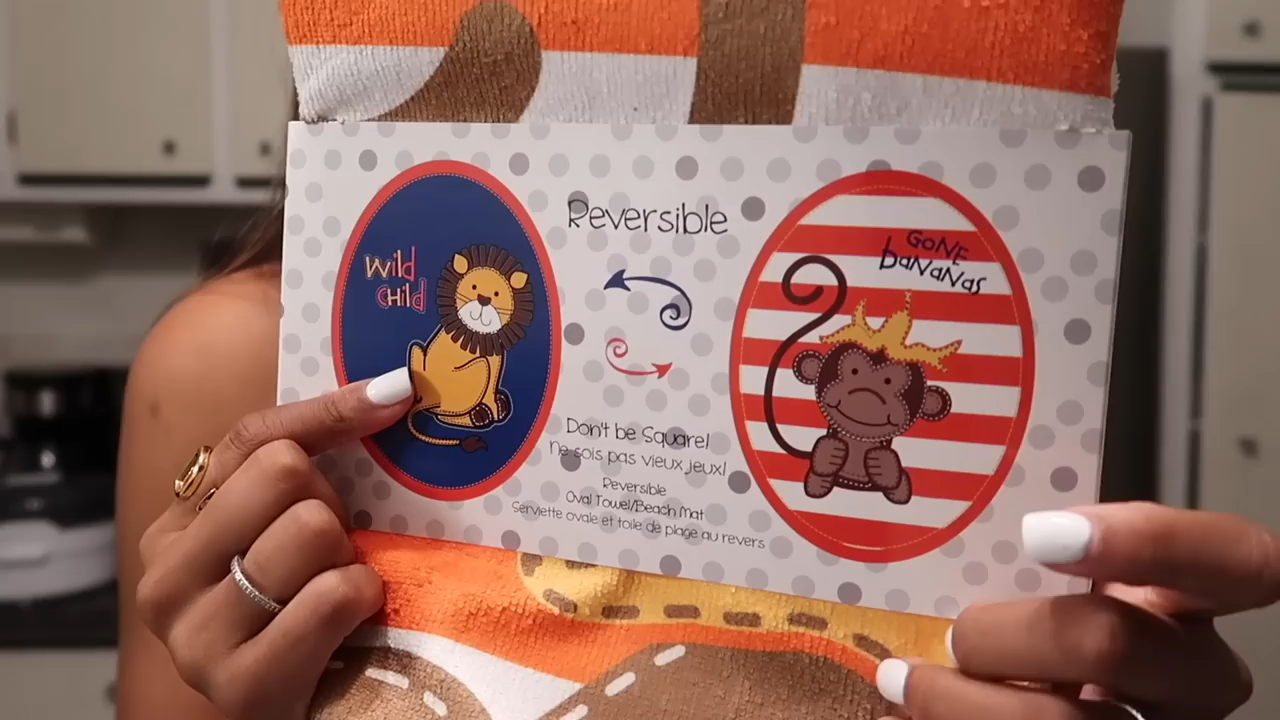 Wild
child
Reversible
GONE
bANANAS
Don't be Square!
ne sois pas vieux jeux!
Reversible
Oval Towel/Beach Mat
Serviette ovale et toile de plage au revers